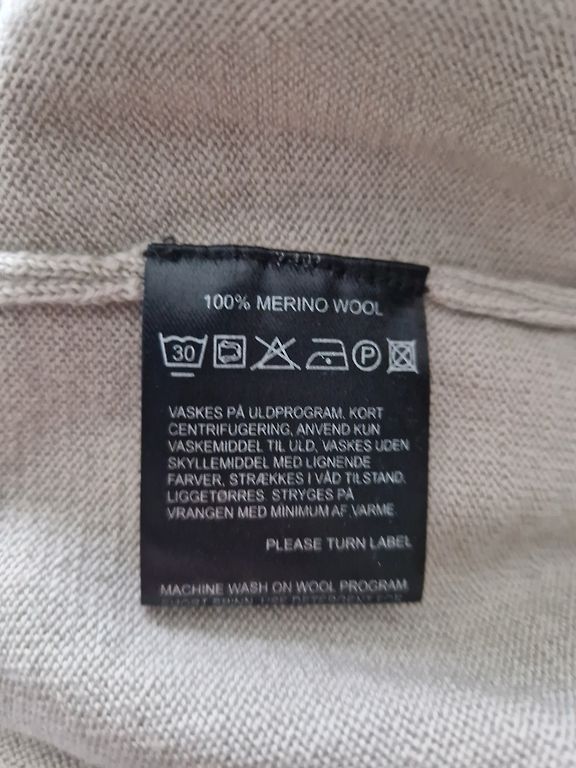 100% MERINO WOOL
30 P
VASKES PÅ ULDPROGRAM, KORT
CENTRIFUGERING, ANVEND KUN
VASKEMIDDEL TIL ULD, VASKES UDEN
SKYLLEMIDDEL MED LIGNENDE
FARVER, STRÆKKES I VÅD TILSTAND.
LIGGETØRRES. STRYGES PÅ
VRANGEN MED MINIMUM AF VARME
PLEASE TURN LABEL
MACHINE WASH ON WOOL PROGRAM